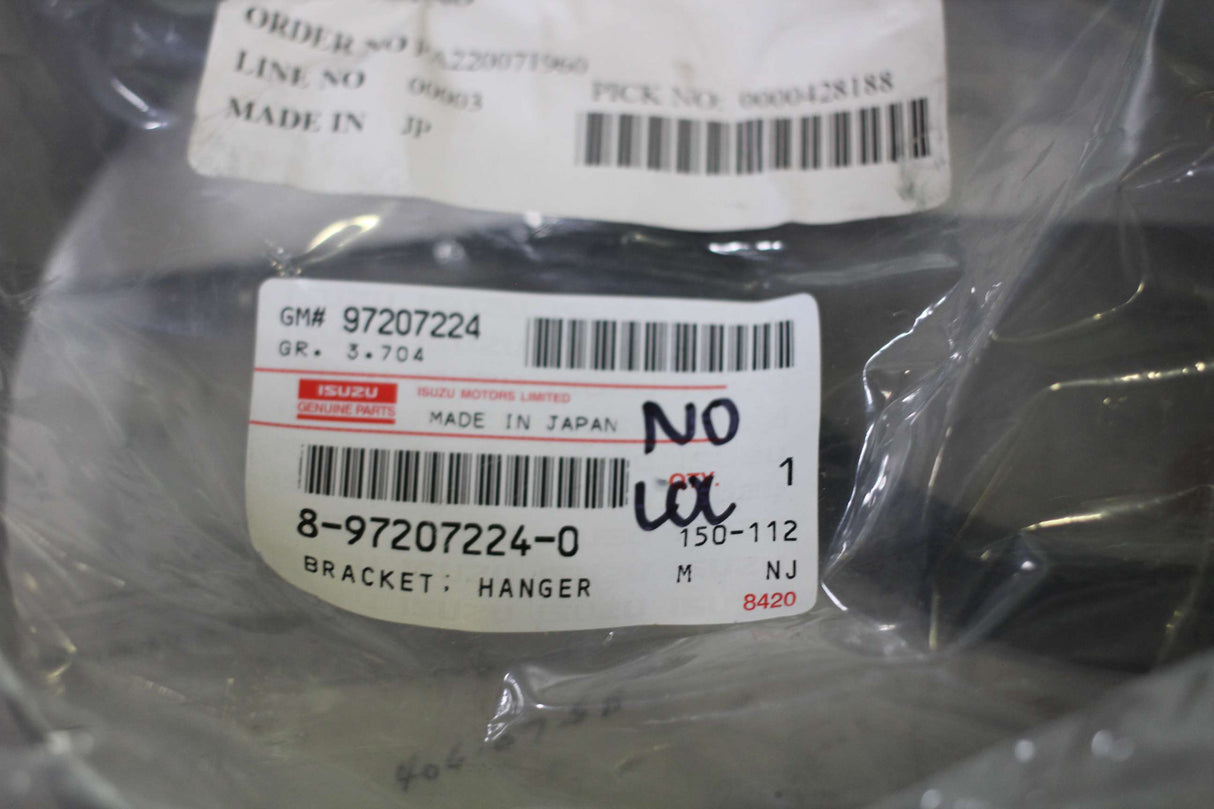 ORDER NO PA220071960
LINE NO 00003
PICK NO: 0000428188
MADE IN JP
GM# 97207224
GR. 3.704
ISUZU
GENUINE PARTS
ISUZU MOTORS LIMITED
MADE IN JAPAN
NO
QTY. 1
8-97207224-0
150-112
BRACKET; HANGER
M NJ
8420